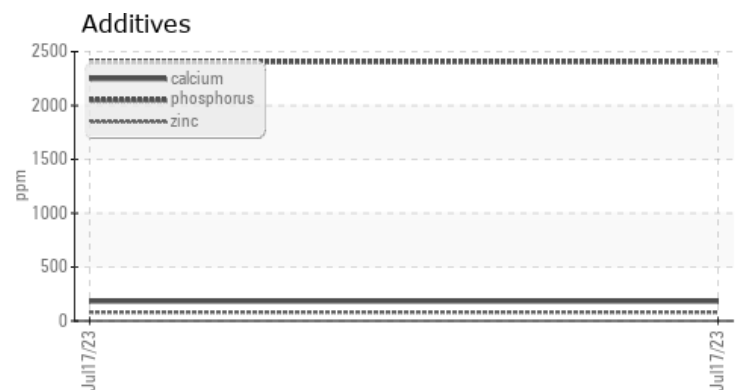 Additives
2500
2000
1500
1000
500
0
ppm
calcium
phosphorus
zinc
Jul17/23
Jul17/23